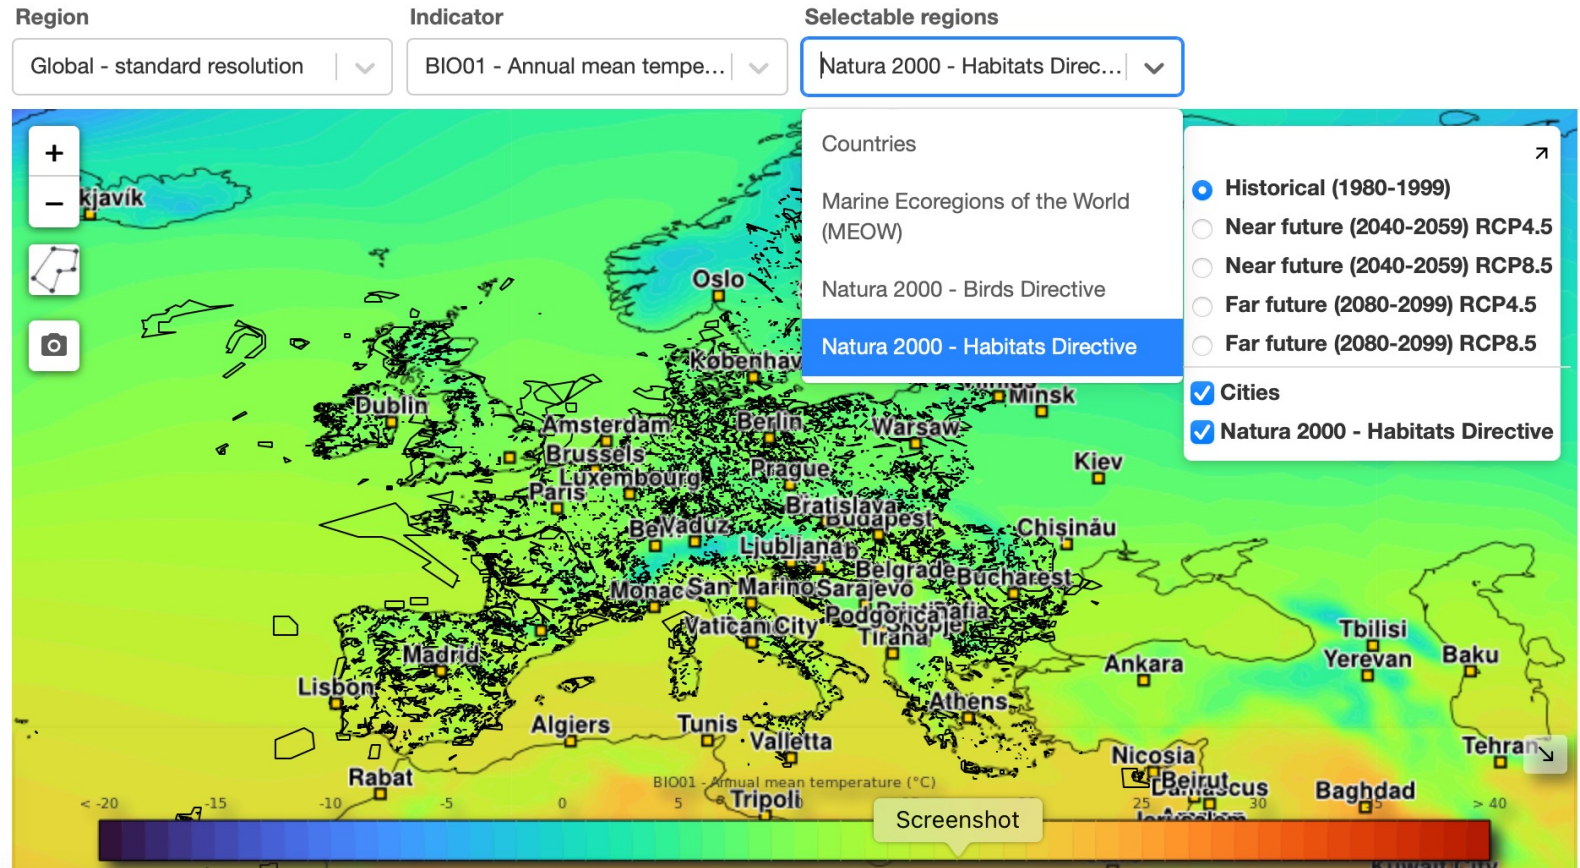 Region
Indicator
Selectable regions
Global - standard resolution
BIO01 - Annual mean tempe...
Natura 2000 - Habitats Direc...
Countries
Marine Ecoregions of the World
(MEOW)
Natura 2000 - Birds Directive
Natura 2000 - Habitats Directive
+
−
Historical (1980-1999)
Near future (2040-2059) RCP4.5
Near future (2040-2059) RCP8.5
Far future (2080-2099) RCP4.5
Far future (2080-2099) RCP8.5
Cities
Natura 2000 - Habitats Directive
kjavík
Oslo
Københav
Minsk
Dublin
Amsterdam
Berlin
Warsaw
Brussels
Kiev
Prague
Luxembourg
Paris
Bratislava
Budapest
Vaduz
Chișinău
Ljubljana
Belgrade
Bucharest
Monac
San Marino
Sarajevo
Podgorica
Vatican City
Tirana
Tbilisi
Madrid
Ankara
Yerevan
Baku
Lisbon
Athens
Algiers
Tunis
Valletta
Nicosia
Tehran
Rabat
BIO01 - Annual mean temperature (°C)
Beirut
Baghdad
Tripoli
< -20
-15
-10
-5
0
5
25
30
> 40
Screenshot
Kuwait City